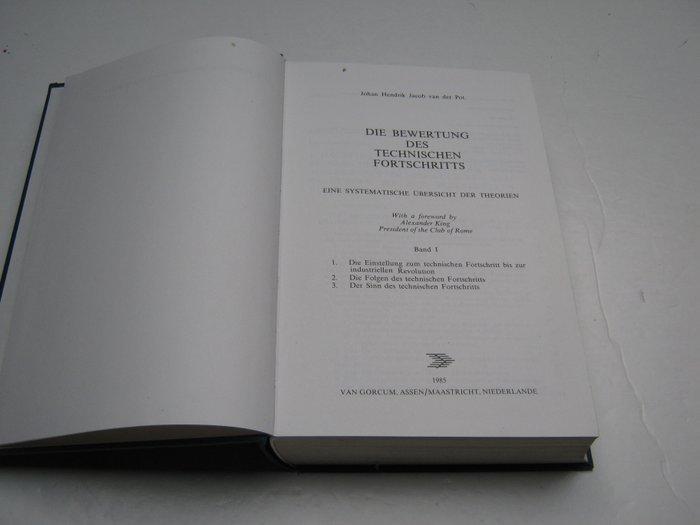 Johan Hendrik Jacob van der Pot.
DIE BEWERTUNG
DES
TECHNISCHEN
FORTSCHRITTS
EINE SYSTEMATISCHE ÜBERSICHT DER THEORIEN
With a foreword by
Alexander King
President of the Club of Rome
Band I
1. Die Einstellung zum technischen Fortschritt bis zur
industriellen Revolution
2. Die Folgen des technischen Fortschritts
3. Der Sinn des technischen Fortschritts
1985
VAN GORCUM, ASSEN/MAASTRICHT, NIEDERLANDE